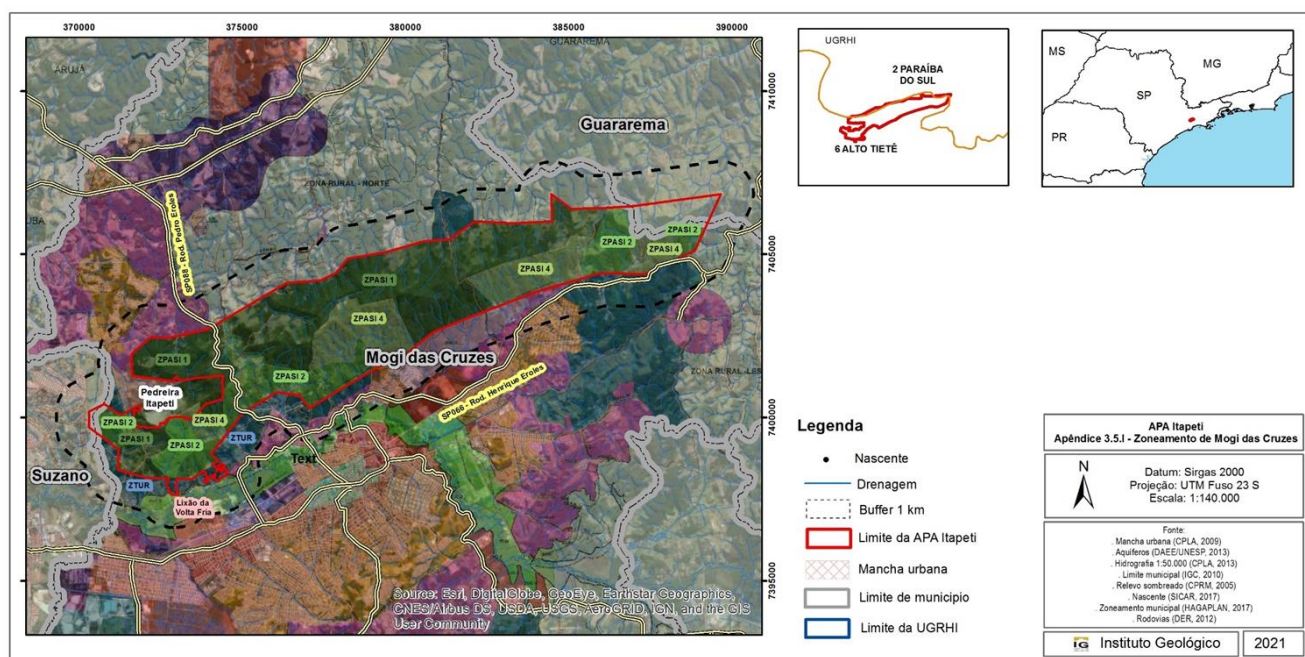 370000
375000
380000
385000
390000
7410000
7405000
7400000
7395000
ARUJÁ
GUARAREMA
Guararema
ZONA RURAL - NORTE
UBA
SP088 - Rod. Pedro Eroles
ZPASI 2
ZPASI 2
ZPASI 4
ZPASI 1
ZPASI 4
ZPASI 4
ZPASI 1
Mogi das Cruzes
ZPASI 2
ZONA RURAL - LES
Pedreira
Itapeti
SP066 - Rod. Henrique Eroles
ZPASI 2
ZPASI 4
ZPASI 1
ZPASI 2
ZTUR
Text
Suzano
ZTUR
Lixão da
Volta Fria
Source: Esri, DigitalGlobe, GeoEye, Earthstar Geographics,
CNES/Airbus DS, USDA, USGS, AeroGRID, IGN, and the GIS
User Community
UGRHI
2 PARAÍBA
DO SUL
6 ALTO TIETÊ
MS
MG
SP
PR
Legenda
Nascente
Drenagem
Buffer 1 km
Limite da APA Itapeti
Mancha urbana
Limite de municipio
Limite da UGRHI
APA Itapeti
Apêndice 3.5.I - Zoneamento de Mogi das Cruzes
N
Datum: Sirgas 2000
Projeção: UTM Fuso 23 S
Escala: 1:140.000
Fonte:
. Mancha urbana (CPLA, 2009)
. Aquíferos (DAEE/UNESP, 2013)
. Hidrografia 1:50.000 (CPLA, 2013)
. Limite municipal (IGC, 2010)
. Relevo sombreado (CPRM, 2005)
. Nascente (SICAR, 2017)
. Zoneamento municipal (HAGAPLAN, 2017)
. Rodovias (DER, 2012)
IG Instituto Geológico
2021